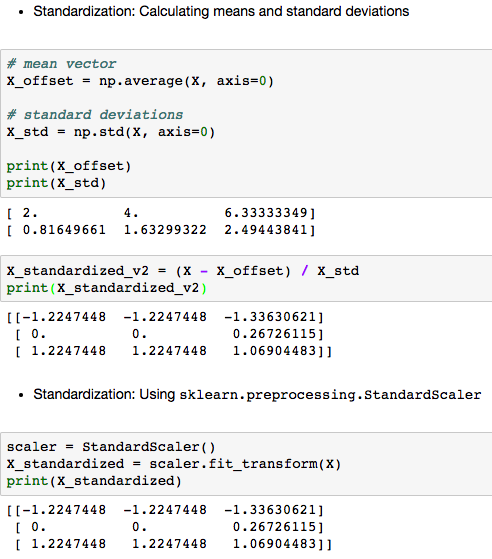 • Standardization: Calculating means and standard deviations
# mean vector
X_offset = np.average(X, axis=0)
# standard deviations
X_std = np.std(X, axis=0)
print(X_offset)
print(X_std)
[ 2.          4.          6.33333349]
[ 0.81649661  1.63299322  2.49443841]
X_standardized_v2 = (X - X_offset) / X_std
print(X_standardized_v2)
[[-1.2247448  -1.2247448  -1.33630621]
 [ 0.          0.          0.26726115]
 [ 1.2247448   1.2247448   1.06904483]]
• Standardization: Using sklearn.preprocessing.StandardScaler
scaler = StandardScaler()
X_standardized = scaler.fit_transform(X)
print(X_standardized)
[[-1.2247448  -1.2247448  -1.33630621]
 [ 0.          0.          0.26726115]
 [ 1.2247448   1.2247448   1.06904483]]